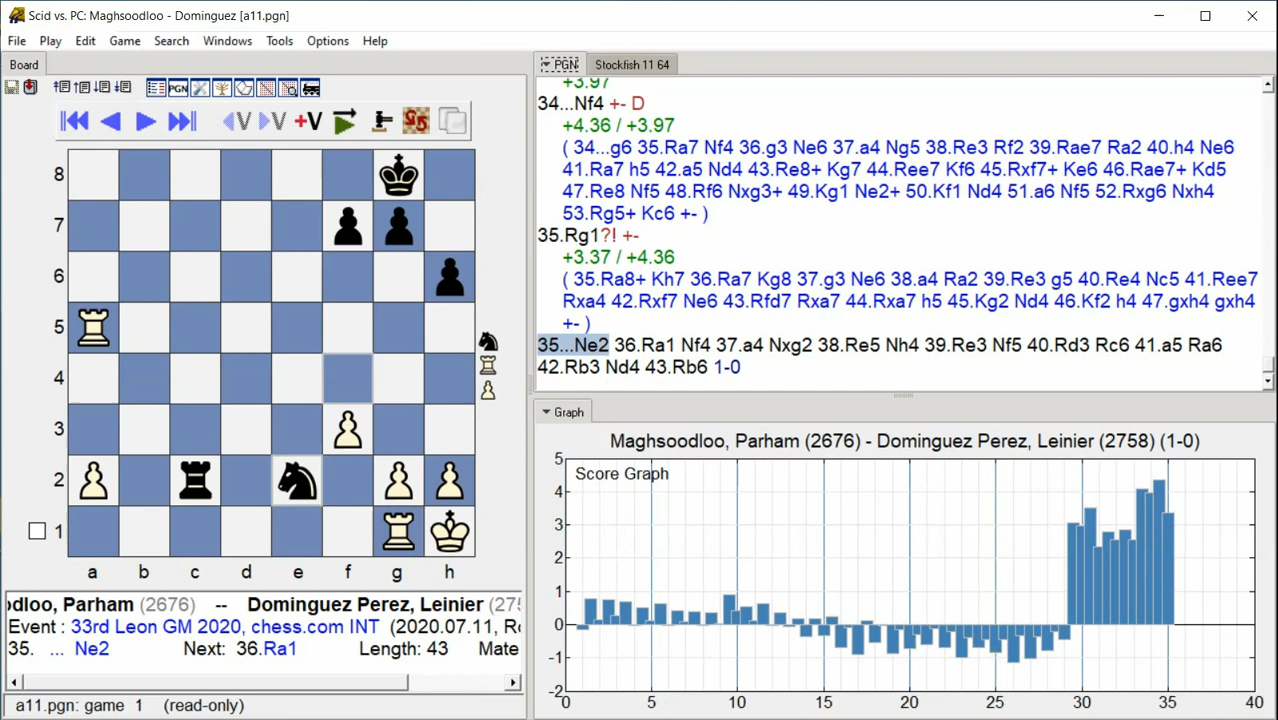 Scid vs. PC: Maghsoodloo - Dominguez [a11.pgn]
File Play Edit Game Search Windows Tools Options Help
Board
PGN
V V +V
8
7
6
5
4
3
2
1
a b c d e f g h
odloo, Parham (2676) -- Dominguez Perez, Leinier (275
Event : 33rd Leon GM 2020, chess.com INT (2020.07.11, Ro
35. ... Ne2 Next: 36.Ra1 Length: 43 Mate
a11.pgn: game 1 (read-only)
PGN Stockfish 11 64
+3.97
34...Nf4 +- D
+4.36 / +3.97
( 34...g6 35.Ra7 Nf4 36.g3 Ne6 37.a4 Ng5 38.Re3 Rf2 39.Rae7 Ra2 40.h4 Ne6
41.Ra7 h5 42.a5 Nd4 43.Re8+ Kg7 44.Ree7 Kf6 45.Rxf7+ Ke6 46.Rae7+ Kd5
47.Re8 Nf5 48.Rf6 Nxg3+ 49.Kg1 Ne2+ 50.Kf1 Nd4 51.a6 Nf5 52.Rxg6 Nxh4
53.Rg5+ Kc6 +- )
35.Rg1?! +-
+3.37 / +4.36
( 35.Ra8+ Kh7 36.Ra7 Kg8 37.g3 Ne6 38.a4 Ra2 39.Re3 g5 40.Re4 Nc5 41.Ree7
Rxa4 42.Rxf7 Ne6 43.Rfd7 Rxa7 44.Rxa7 h5 45.Kg2 Nd4 46.Kf2 h4 47.gxh4 gxh4
+- )
35...Ne2 36.Ra1 Nf4 37.a4 Nxg2 38.Re5 Nh4 39.Re3 Nf5 40.Rd3 Rc6 41.a5 Ra6
42.Rb3 Nd4 43.Rb6 1-0
Graph
Maghsoodloo, Parham (2676) - Dominguez Perez, Leinier (2758) (1-0)
Score Graph
5
4
3
2
1
0
-1
-2
0 5 10 15 20 25 30 35 40